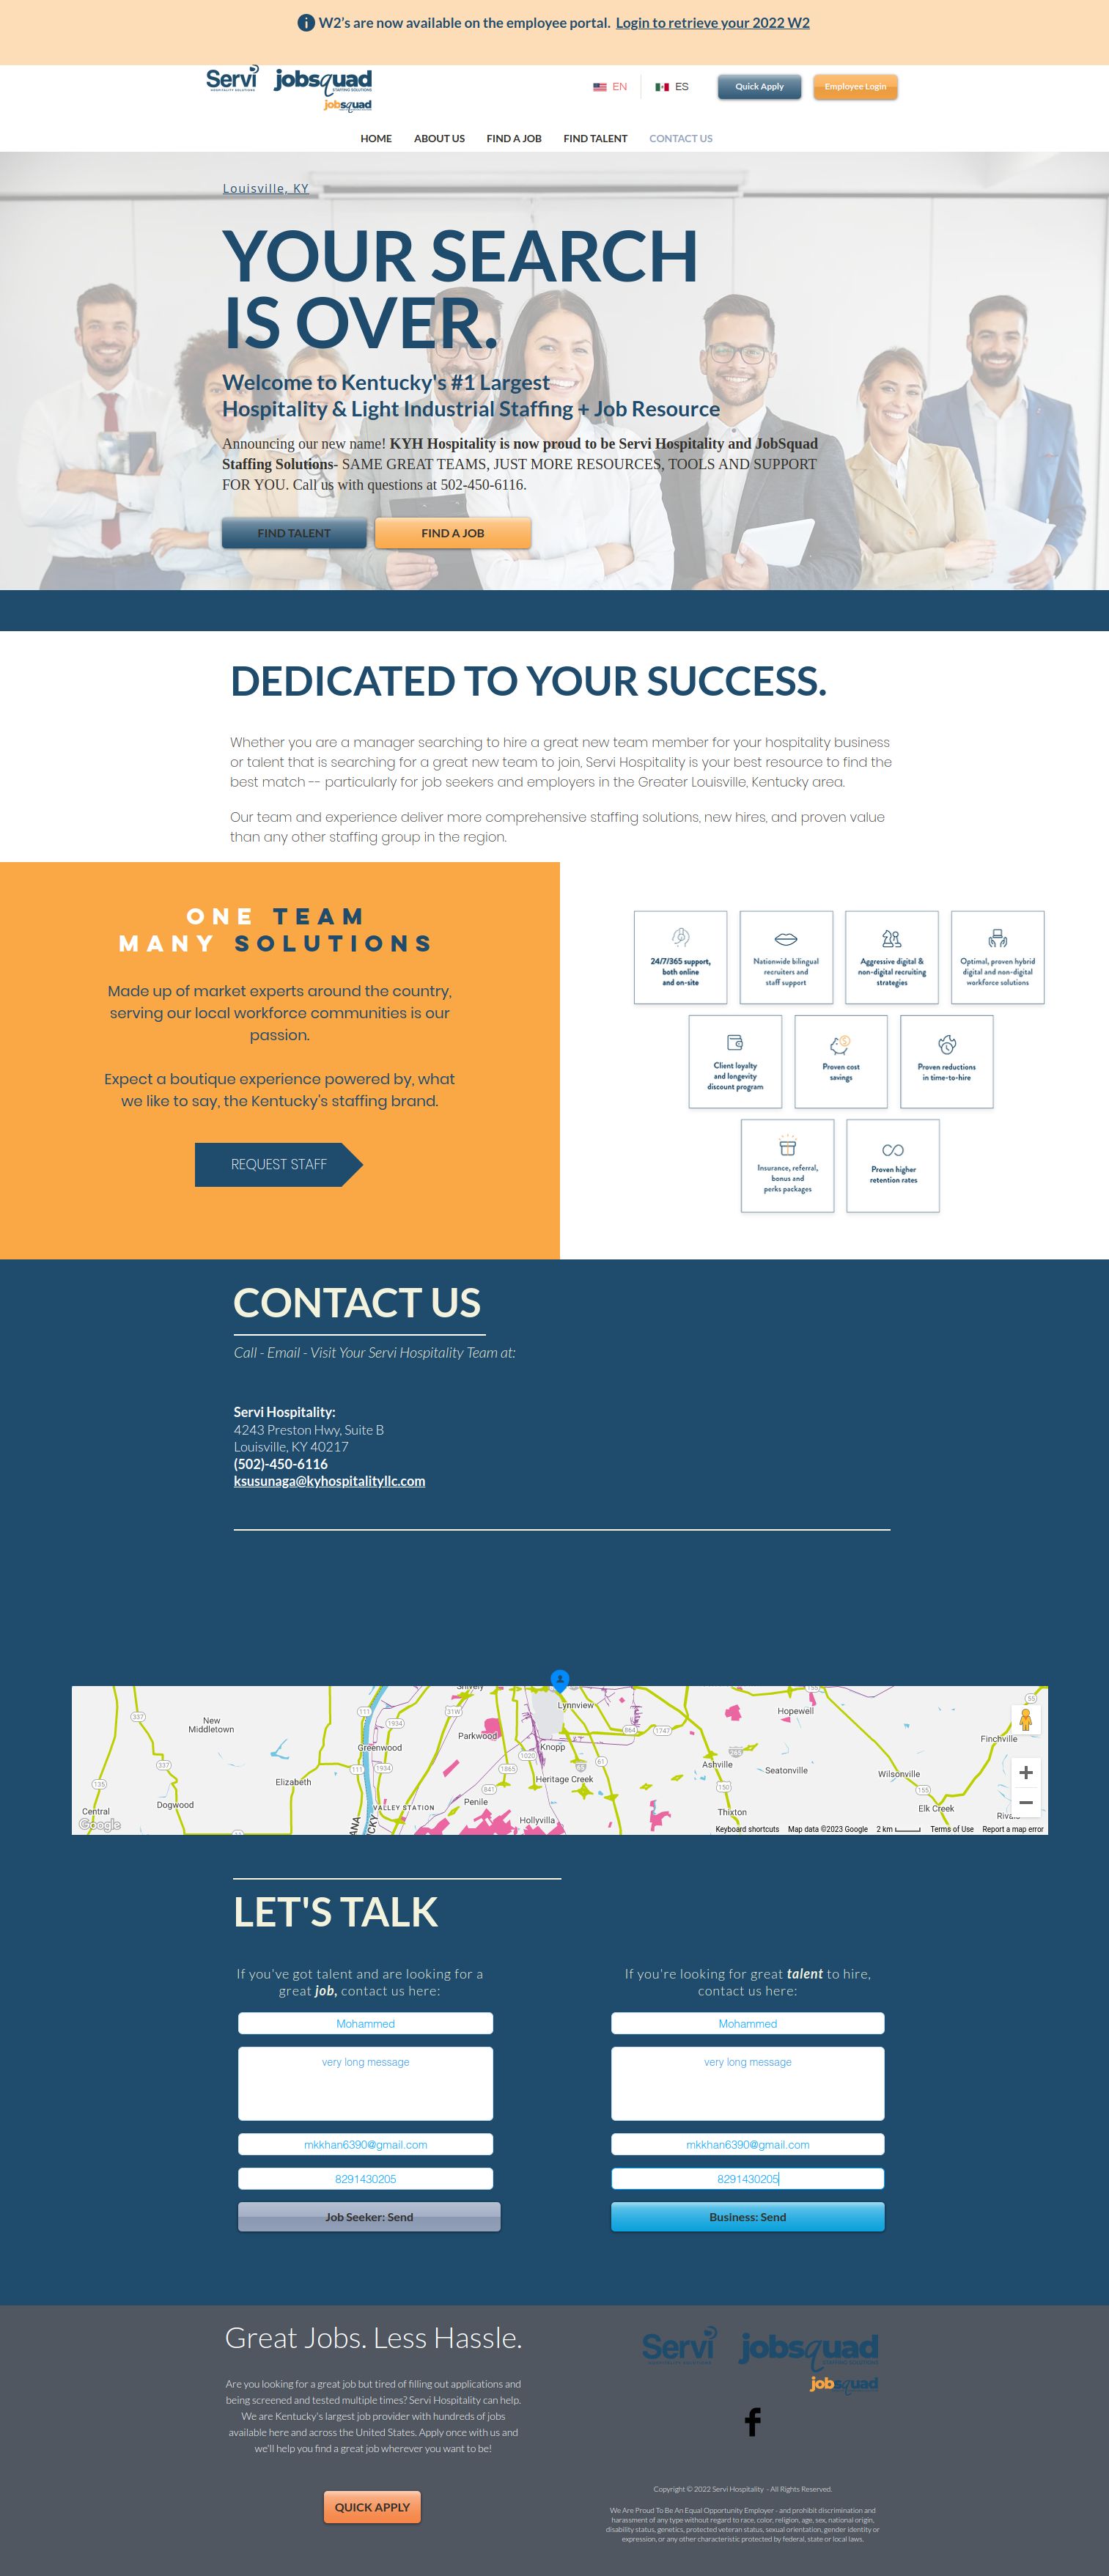 W2's are now available on the employee portal. Login to retrieve your 2022 W2
Servi jobsquad
STAFFING SOLUTIONS
jobsquad
EN ES Quick Apply Employee Login
HOME ABOUT US FIND A JOB FIND TALENT CONTACT US
Louisville, KY
YOUR SEARCH
IS OVER.
Welcome to Kentucky's #1 Largest
Hospitality & Light Industrial Staffing + Job Resource
Announcing our new name! KYH Hospitality is now proud to be Servi Hospitality and JobSquad
Staffing Solutions- SAME GREAT TEAMS, JUST MORE RESOURCES, TOOLS AND SUPPORT
FOR YOU. Call us with questions at 502-450-6116.
FIND TALENT FIND A JOB
DEDICATED TO YOUR SUCCESS.
Whether you are a manager searching to hire a great new team member for your hospitality business
or talent that is searching for a great new team to join, Servi Hospitality is your best resource to find the
best match -- particularly for job seekers and employers in the Greater Louisville, Kentucky area.
Our team and experience deliver more comprehensive staffing solutions, new hires, and proven value
than any other staffing group in the region.
ONE TEAM
MANY SOLUTIONS
Made up of market experts around the country,
serving our local workforce communities is our
passion.
Expect a boutique experience powered by, what
we like to say, the Kentucky's staffing brand.
REQUEST STAFF
24/7/365 support,
both online
and on-site
Nationwide bilingual
recruiters and
staff support
Aggressive digital &
non-digital recruiting
strategies
Optimal, proven hybrid
digital and non-digital
workforce solutions
Client loyalty
and longevity
discount program
Proven cost
savings
Proven reductions
in time-to-hire
Insurance, referral,
bonus and
perks packages
Proven higher
retention rates
CONTACT US
Call - Email - Visit Your Servi Hospitality Team at:
Servi Hospitality:
4243 Preston Hwy, Suite B
Louisville, KY 40217
(502)-450-6116
ksusunaga@kyhospitalityllc.com
Shively
Lynnview
New
Middletown
337
111
1934
31W
Parkwood
864
1747
155
Hopewell
55
Finchville
Greenwood
Knopp
1020
61
65
265
337
111
1934
1865
Heritage Creek
Ashville
Seatonville
Wilsonville
135
Elizabeth
841
150
155
Central
Dogwood
VALLEY STATION
Penile
Hollyvilla
Thixton
Elk Creek
Google
Keyboard shortcuts Map data ©2023 Google 2 km Terms of Use Report a map error
LET'S TALK
If you've got talent and are looking for a
great job, contact us here:
Mohammed
very long message
mkkhan6390@gmail.com
8291430205
Job Seeker: Send
If you're looking for great talent to hire,
contact us here:
Mohammed
very long message
mkkhan6390@gmail.com
8291430205
Business: Send
Great Jobs. Less Hassle.
Are you looking for a great job but tired of filling out applications and
being screened and tested multiple times? Servi Hospitality can help.
We are Kentucky's largest job provider with hundreds of jobs
available here and across the United States. Apply once with us and
we'll help you find a great job wherever you want to be!
QUICK APPLY
Servi jobsquad
jobsquad
Copyright © 2022 Servi Hospitality - All Rights Reserved.
We Are Proud To Be An Equal Opportunity Employer - and prohibit discrimination and
harassment of any type without regard to race, color, religion, age, sex, national origin,
disability status, genetics, protected veteran status, sexual orientation, gender identity or
expression, or any other characteristic protected by federal, state or local laws.